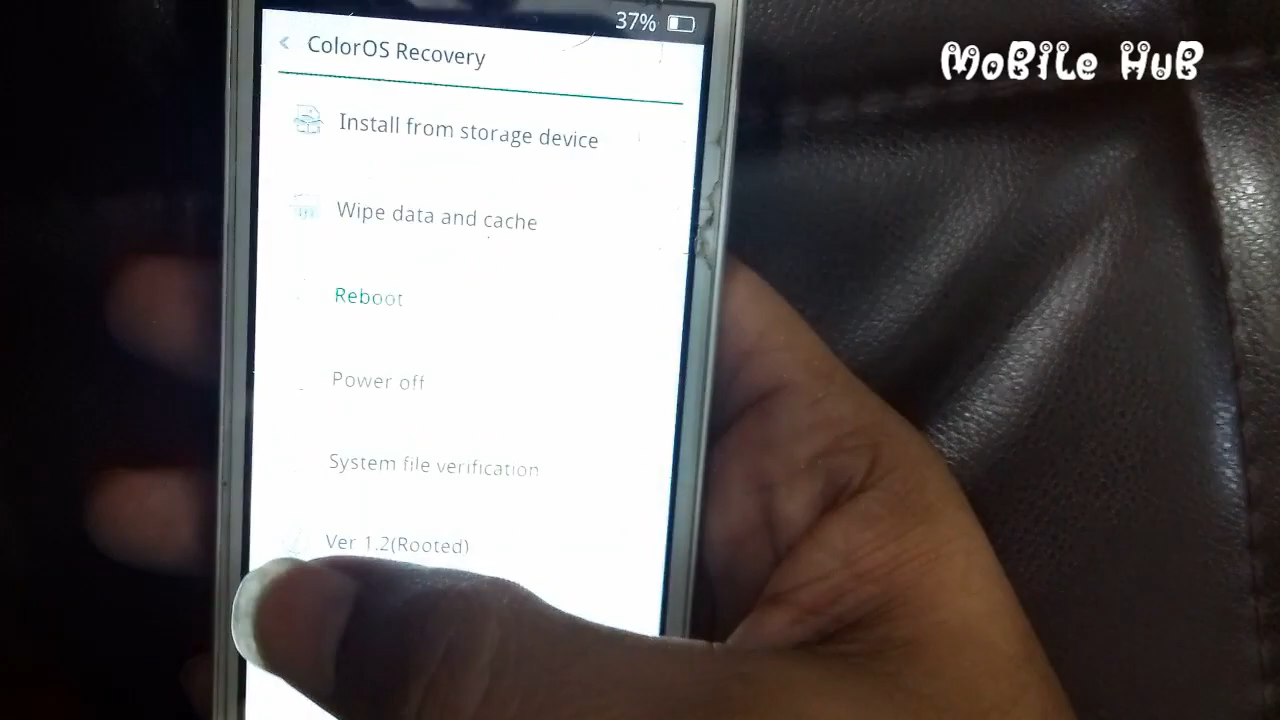 37%
MoBiLe HuB
ColorOS Recovery
Install from storage device
Wipe data and cache
Reboot
Power off
System file verification
Ver 1.2(Rooted)